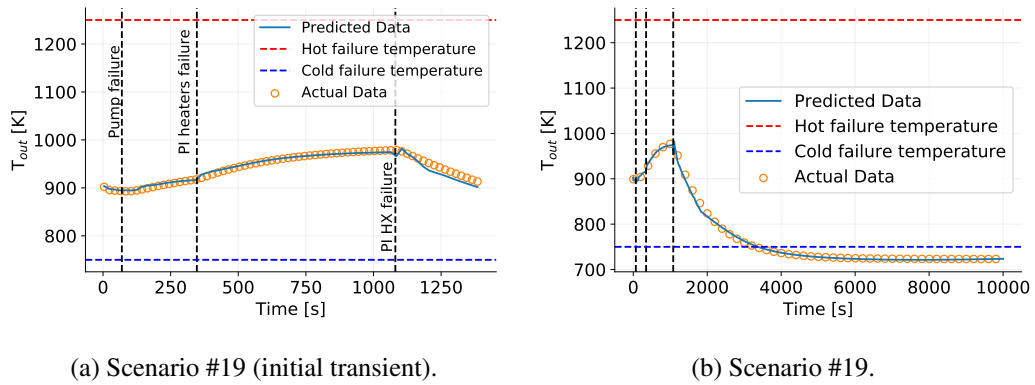 1200
1100
1000
900
800
T_out [K]
0
250
500
750
1000
1250
Time [s]
Pump failure
PI heaters failure
PI HX failure
Predicted Data
Hot failure temperature
Cold failure temperature
Actual Data
(a) Scenario #19 (initial transient).
1200
1100
1000
900
800
700
T_out [K]
0
2000
4000
6000
8000
10000
Time [s]
Predicted Data
Hot failure temperature
Cold failure temperature
Actual Data
(b) Scenario #19.